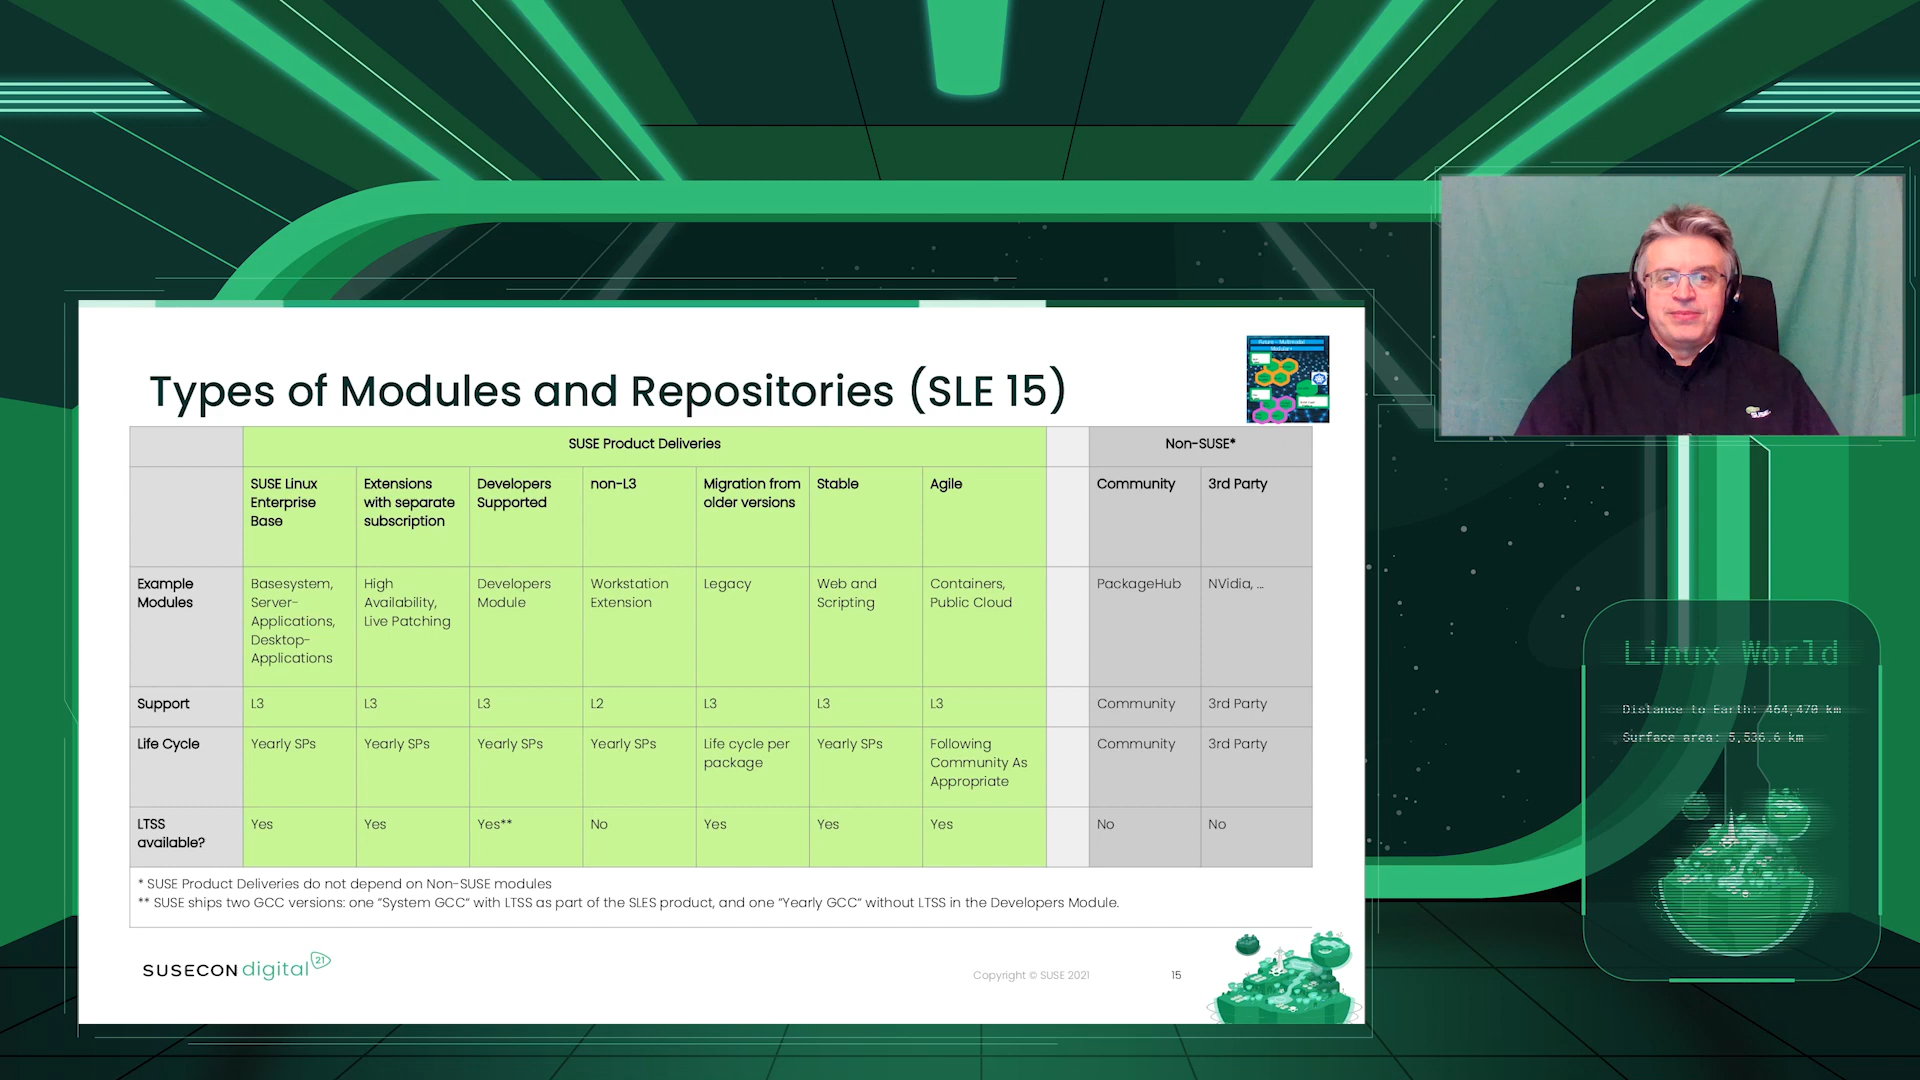 Types of Modules and Repositories (SLE 15)
Future – Multimodal
Modular+
SUSE Product Deliveries
Non-SUSE*
SUSE Linux
Enterprise
Base
Extensions
with separate
subscription
Developers
Supported
non-L3
Migration from
older versions
Stable
Agile
Community
3rd Party
Example
Modules
Basesystem,
Server-
Applications,
Desktop-
Applications
High
Availability,
Live Patching
Developers
Module
Workstation
Extension
Legacy
Web and
Scripting
Containers,
Public Cloud
PackageHub
NVidia, ...
Support
L3
L3
L3
L2
L3
L3
L3
Community
3rd Party
Life Cycle
Yearly SPs
Yearly SPs
Yearly SPs
Yearly SPs
Life cycle per
package
Yearly SPs
Following
Community As
Appropriate
Community
3rd Party
LTSS
available?
Yes
Yes
Yes**
No
Yes
Yes
Yes
No
No
* SUSE Product Deliveries do not depend on Non-SUSE modules
** SUSE ships two GCC versions: one “System GCC” with LTSS as part of the SLES product, and one “Yearly GCC” without LTSS in the Developers Module.
SUSECON digital 21
Copyright © SUSE 2021
15
SUSE
Linux World
Distance to Earth: 464,470 km
Surface area: 5,536.6 km